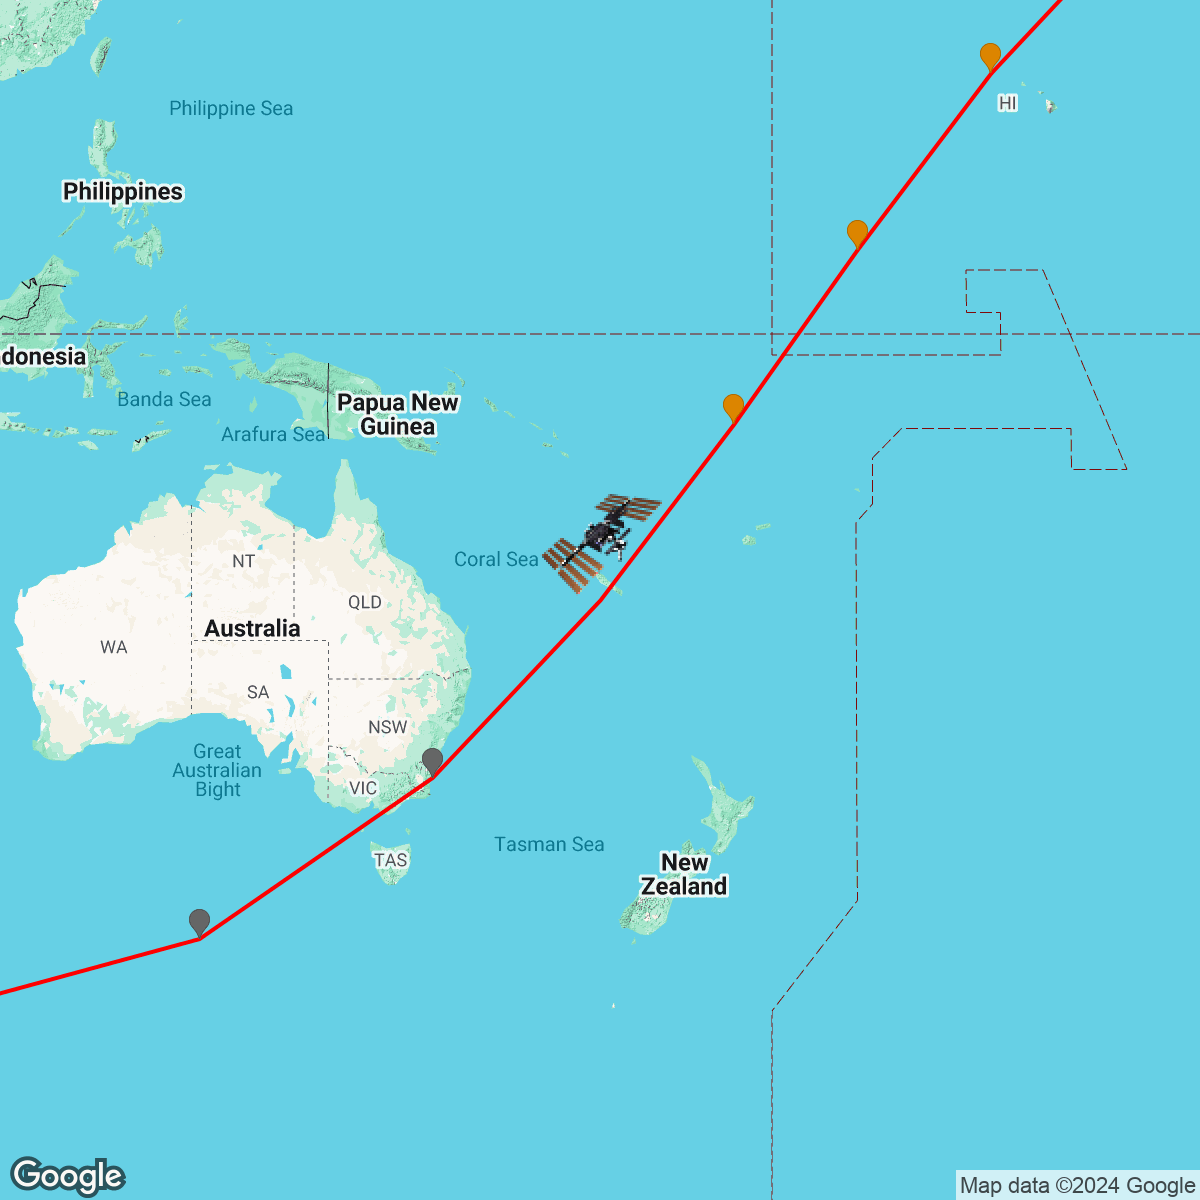 HI
Philippine Sea
Philippines
donesia
Banda Sea
Papua New
Guinea
Arafura Sea
Coral Sea
NT
QLD
Australia
WA
SA
NSW
Great
Australian
Bight
VIC
Tasman Sea
TAS
New
Zealand
Google
Map data ©2024 Google